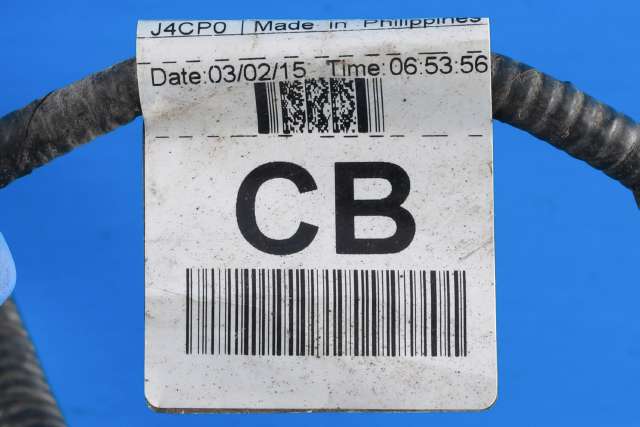 J4CP0 | Made in Philippines
Date:03/02/15 Time:06:53:56
CB